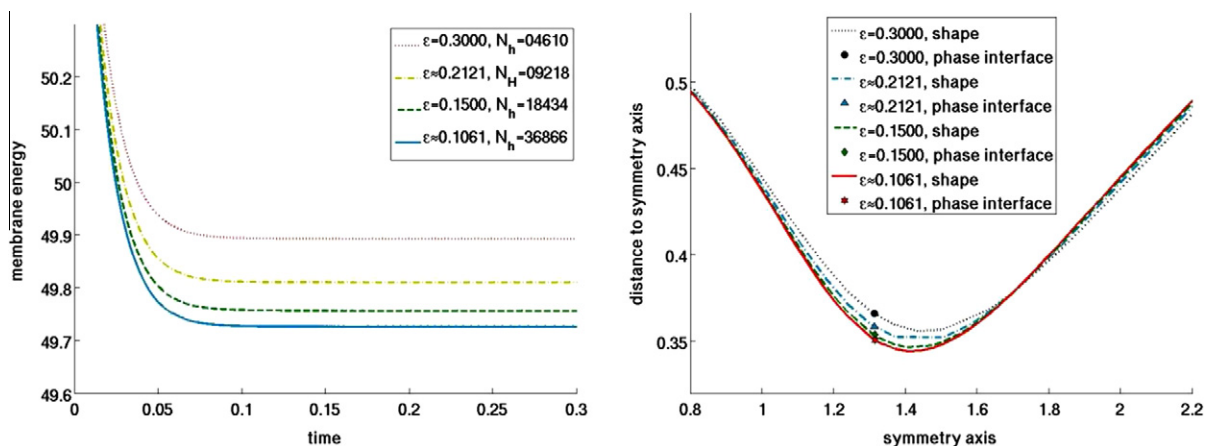 50.2
50.1
50
49.9
49.8
49.7
49.6
0
0.05
0.1
0.15
0.2
0.25
0.3
membrane energy
time
ε=0.3000, N_h=04610
ε≈0.2121, N_H=09218
ε=0.1500, N_h=18434
ε≈0.1061, N_h=36866
0.5
0.45
0.4
0.35
0.8
1
1.2
1.4
1.6
1.8
2
2.2
distance to symmetry axis
symmetry axis
ε=0.3000, shape
ε=0.3000, phase interface
ε≈0.2121, shape
ε≈0.2121, phase interface
ε=0.1500, shape
ε=0.1500, phase interface
ε≈0.1061, shape
ε≈0.1061, phase interface